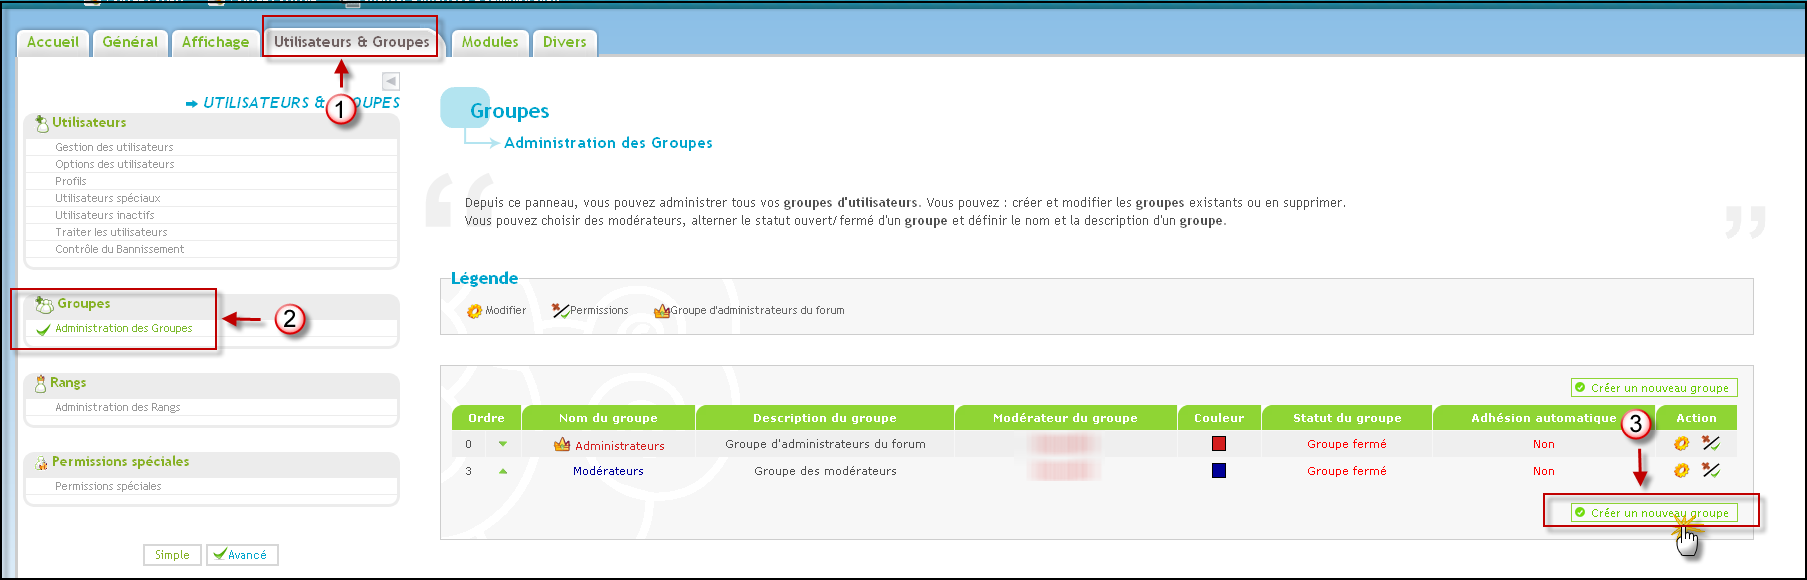 Accueil
Général
Affichage
Utilisateurs & Groupes
Modules
Divers
1
UTILISATEURS & OUPES
Utilisateurs
Gestion des utilisateurs
Options des utilisateurs
Profils
Utilisateurs spéciaux
Utilisateurs inactifs
Traiter les utilisateurs
Contrôle du Bannissement
Groupes
Administration des Groupes
2
Rangs
Administration des Rangs
Permissions spéciales
Permissions spéciales
Simple
Avancé
Groupes
Administration des Groupes
Depuis ce panneau, vous pouvez administrer tous vos groupes d'utilisateurs. Vous pouvez : créer et modifier les groupes existants ou en supprimer.
Vous pouvez choisir des modérateurs, alterner le statut ouvert/fermé d'un groupe et définir le nom et la description d'un groupe.
Légende
Modifier Permissions Groupe d'administrateurs du forum
Créer un nouveau groupe
Ordre Nom du groupe Description du groupe Modérateur du groupe Couleur Statut du groupe Adhésion automatique Action
3
0 Administrateurs Groupe d'administrateurs du forum Groupe fermé Non
3 Modérateurs Groupe des modérateurs Groupe fermé Non
Créer un nouveau groupe